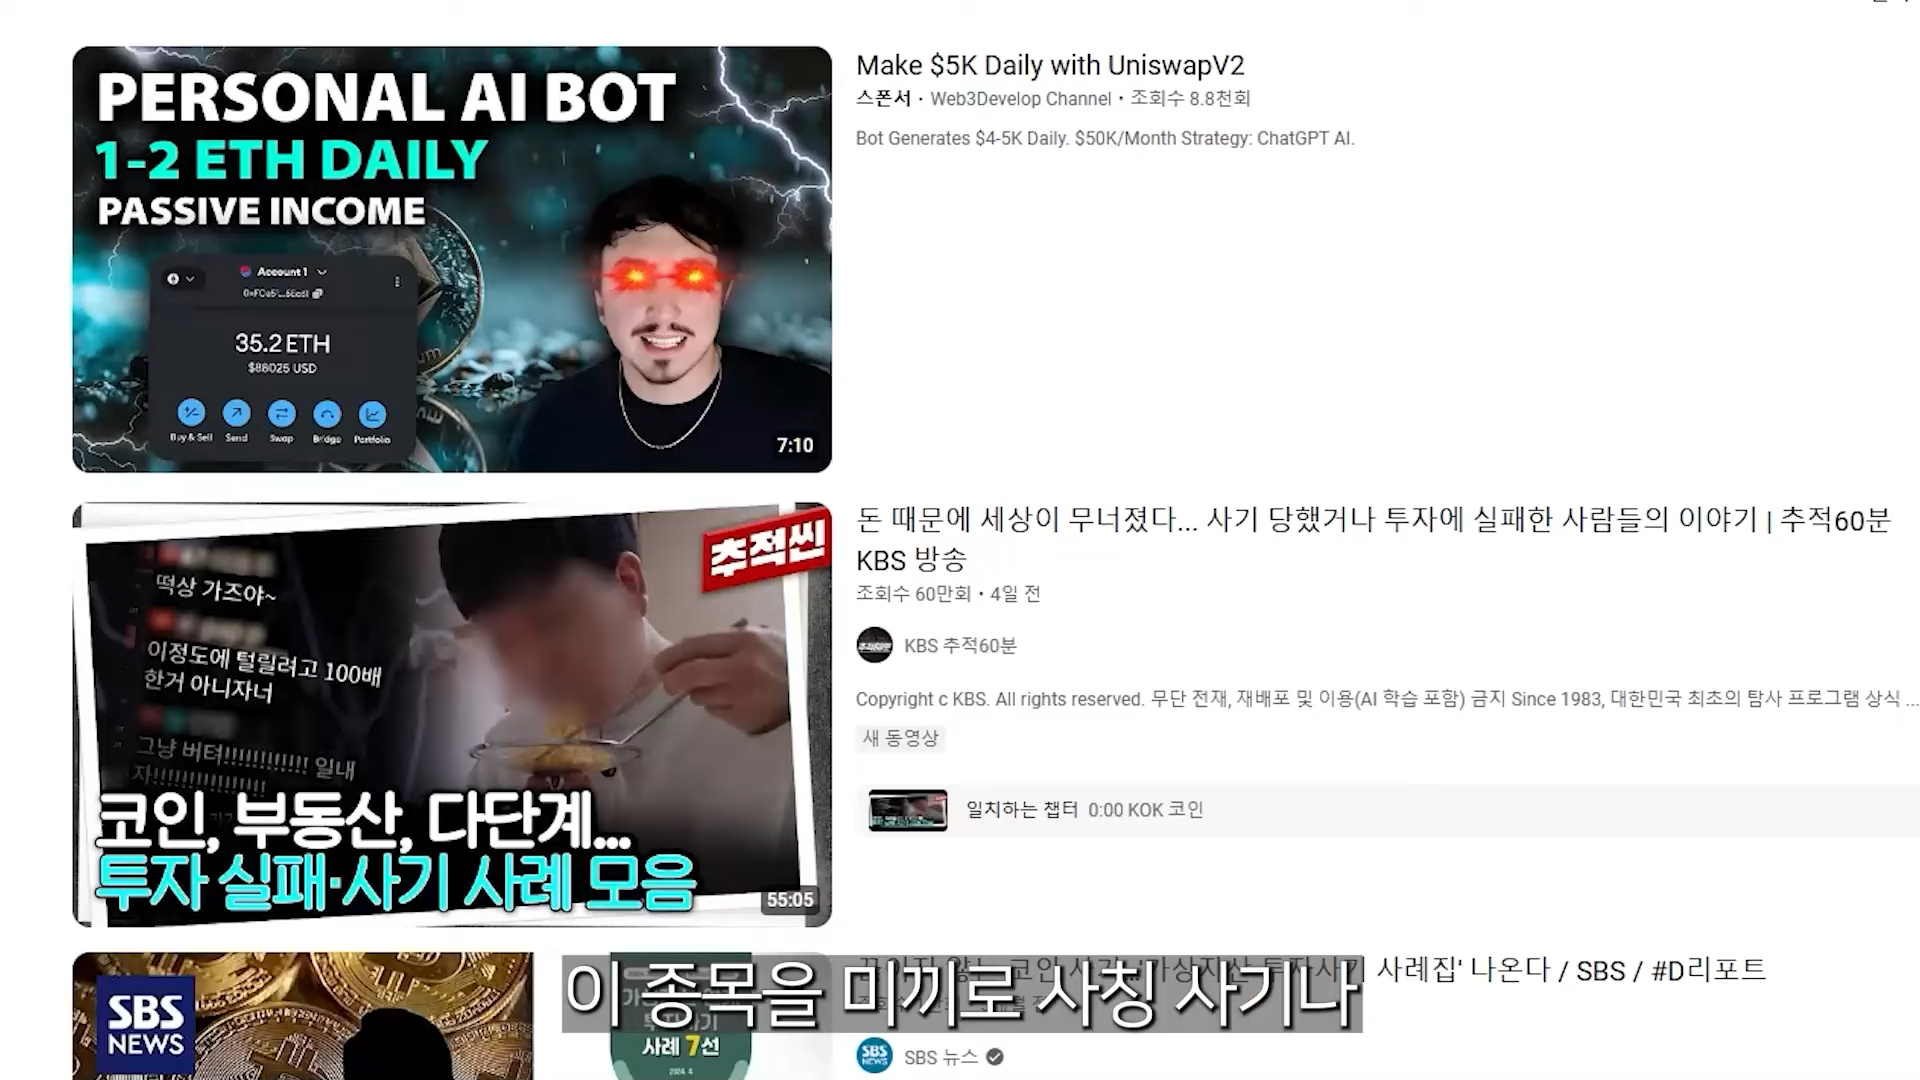 PERSONAL AI BOT
1-2 ETH DAILY
PASSIVE INCOME
Account 1
35.2 ETH
$88025 USD
Buy & Sell Send Swap Bridge Portfolio
7:10
Make $5K Daily with UniswapV2
스폰서 · Web3Develop Channel • 조회수 8.8천회
Bot Generates $4-5K Daily. $50K/Month Strategy: ChatGPT AI.
추적씬
떡상 가즈야~
이정도에 털릴려고 100배
한거 아니자너
그냥 버텨!!!!!!!!!!!! 일내
자!!!!!!!!!!!!!!!!!
코인, 부동산, 다단계...
투자 실패·사기 사례 모음
55:05
돈 때문에 세상이 무너졌다... 사기 당했거나 투자에 실패한 사람들의 이야기 | 추적60분
KBS 방송
조회수 60만회 • 4일 전
KBS 추적60분
Copyright c KBS. All rights reserved. 무단 전재, 재배포 및 이용(AI 학습 포함) 금지 Since 1983, 대한민국 최초의 탐사 프로그램 상식 ...
새 동영상
일치하는 챕터 0:00 KOK 코인
SBS
NEWS
사례 7선
2024. 4
코인 사기 투자사기 사례집' 나온다 / SBS / #D리포트
SBS 뉴스
이 종목을 미끼로 사칭 사기나